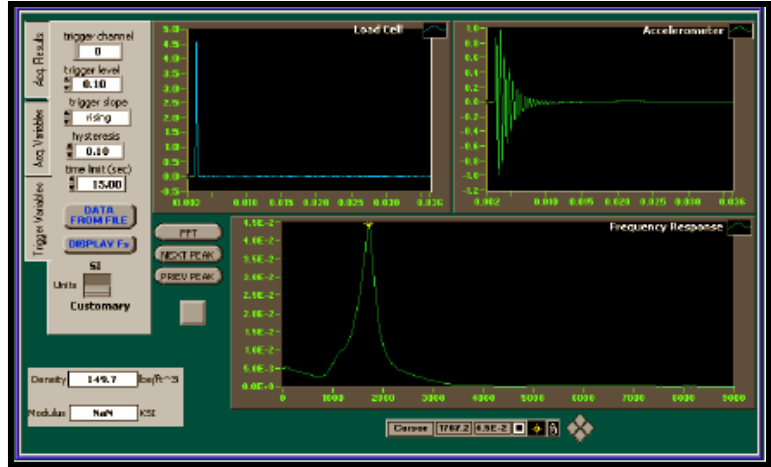 Acq. Results
Acq. Variables
Trigger Variables
trigger channel
0
trigger level
0.10
trigger slope
rising
hysteresis
0.10
time limit (sec)
15.00
DATA
FROM FILE
DISPLAY Fs
SI
Units
Customary
Density 149.7 lbs/ft^3
Modulus NaN KSI
Load Cell
5.0
4.5
4.0
3.5
3.0
2.5
2.0
1.5
1.0
0.5
0.0
-0.5
0.002 0.010 0.015 0.020 0.025 0.030 0.036
Accelerometer
1.0
0.8
0.6
0.4
0.2
0.0
-0.2
-0.4
-0.6
-0.8
-1.0
-1.2
0.002 0.010 0.015 0.020 0.025 0.030 0.036
FFT
NEXT PEAK
PREV PEAK
Frequency Response
4.5E-2
4.0E-2
3.5E-2
3.0E-2
2.5E-2
2.0E-2
1.5E-2
1.0E-2
5.0E-3
0.0E+0
0 1000 2000 3000 4000 5000 6000 7000 8000 9000
Cursor 1707.2 4.5E-2